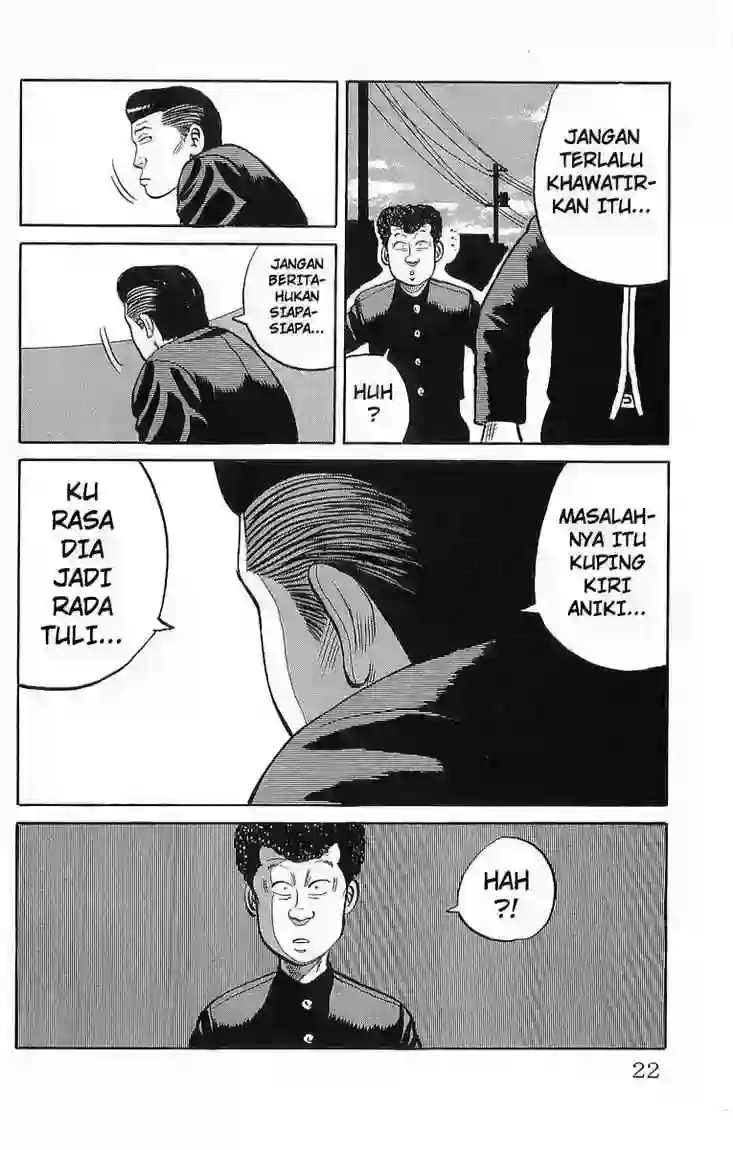 JANGAN
TERLALU
KHAWATIR-
KAN ITU...
HUH
?
JANGAN
BERITA-
HUKAN
SIAPA-
SIAPA...
MASALAH-
NYA ITU
KUPING
KIRI
ANIKI...
KU
RASA
DIA
JADI
RADA
TULI...
HAH
?!
22